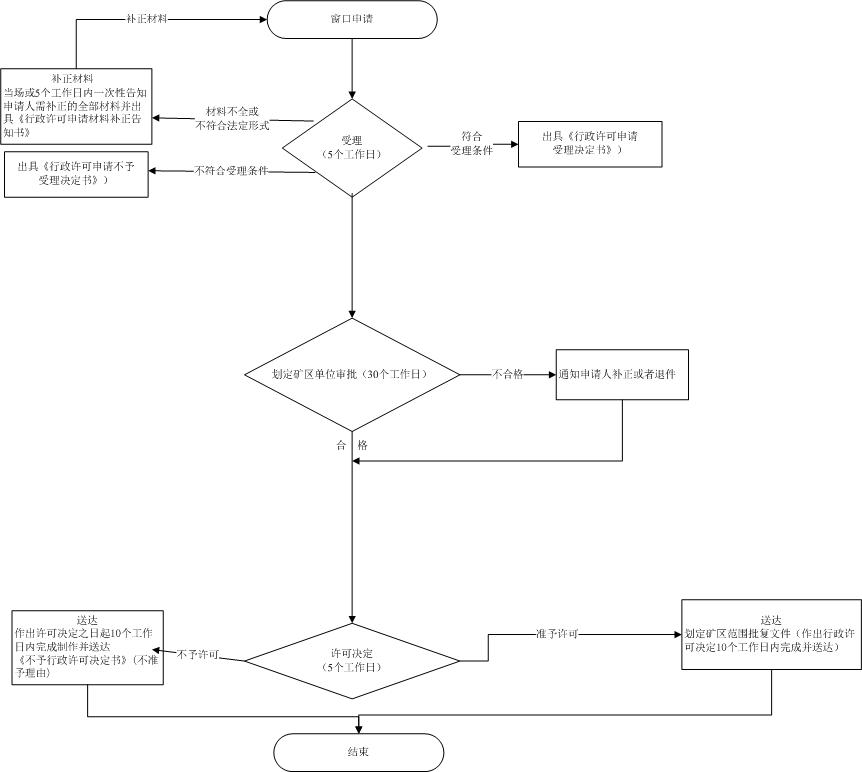 补正材料
窗口申请
补正材料
当场或5个工作日内一次性告知
申请人需补正的全部材料并出
具《行政许可申请材料补正告
知书》
材料不全或
不符合法定形式
受理
（5个工作日）
符合
受理条件
出具《行政许可申请
受理决定书》）
出具《行政许可申请不予
受理决定书》）
不符合受理条件
划定矿区单位审批（30个工作日）
不合格
通知申请人补正或者退件
合 格
送达
作出许可决定之日起10个工作
日内完成制作并送达
《不予行政许可决定书》(不准
予理由)
不予许可
许可决定
（5个工作日）
准予许可
送达
划定矿区范围批复文件（作出行政许
可决定10个工作日内完成并送达）
结束